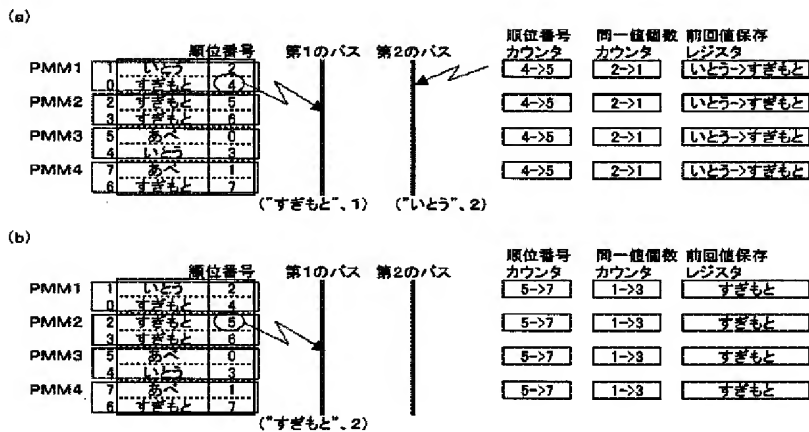 (a)
順位番号 第1のバス 第2のバス 順位番号カウンタ 同一値個数カウンタ 前回値保存レジスタ
PMM1 1 いとう 2 4->5 2->1 いとう->すぎもと
0 すぎもと 4
PMM2 2 すぎもと 5 4->5 2->1 いとう->すぎもと
3 すぎもと 6
PMM3 5 あべ 0 4->5 2->1 いとう->すぎもと
4 いとう 3
PMM4 7 あべ 1 4->5 2->1 いとう->すぎもと
6 すぎもと 7
("すぎもと"、1) ("いとう"、2)
(b)
順位番号 第1のバス 第2のバス 順位番号カウンタ 同一値個数カウンタ 前回値保存レジスタ
PMM1 1 いとう 2 5->7 1->3 すぎもと
0 すぎもと 4
PMM2 2 すぎもと 5 5->7 1->3 すぎもと
3 すぎもと 6
PMM3 5 あべ 0 5->7 1->3 すぎもと
4 いとう 3
PMM4 7 あべ 1 5->7 1->3 すぎもと
6 すぎもと 7
("すぎもと"、2)